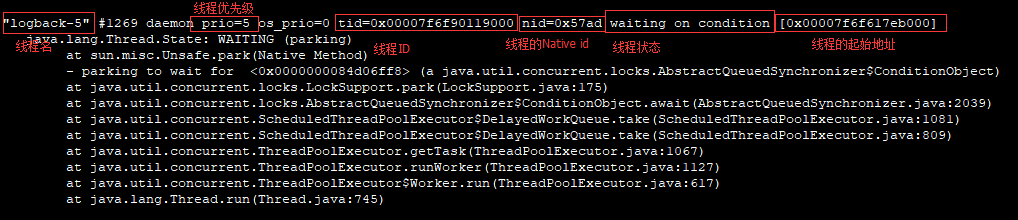 线程优先级
"logback-5" #1269 daemon prio=5 os_prio=0 tid=0x00007f6f90119000 nid=0x57ad waiting on condition [0x00007f6f617eb000]
线程名 线程ID 线程的Native id 线程状态 线程的起始地址
java.lang.Thread.State: WAITING (parking)
at sun.misc.Unsafe.park(Native Method)
- parking to wait for <0x0000000084d06ff8> (a java.util.concurrent.locks.AbstractQueuedSynchronizer$ConditionObject)
at java.util.concurrent.locks.LockSupport.park(LockSupport.java:175)
at java.util.concurrent.locks.AbstractQueuedSynchronizer$ConditionObject.await(AbstractQueuedSynchronizer.java:2039)
at java.util.concurrent.ScheduledThreadPoolExecutor$DelayedWorkQueue.take(ScheduledThreadPoolExecutor.java:1081)
at java.util.concurrent.ScheduledThreadPoolExecutor$DelayedWorkQueue.take(ScheduledThreadPoolExecutor.java:809)
at java.util.concurrent.ThreadPoolExecutor.getTask(ThreadPoolExecutor.java:1067)
at java.util.concurrent.ThreadPoolExecutor.runWorker(ThreadPoolExecutor.java:1127)
at java.util.concurrent.ThreadPoolExecutor$Worker.run(ThreadPoolExecutor.java:617)
at java.lang.Thread.run(Thread.java:745)